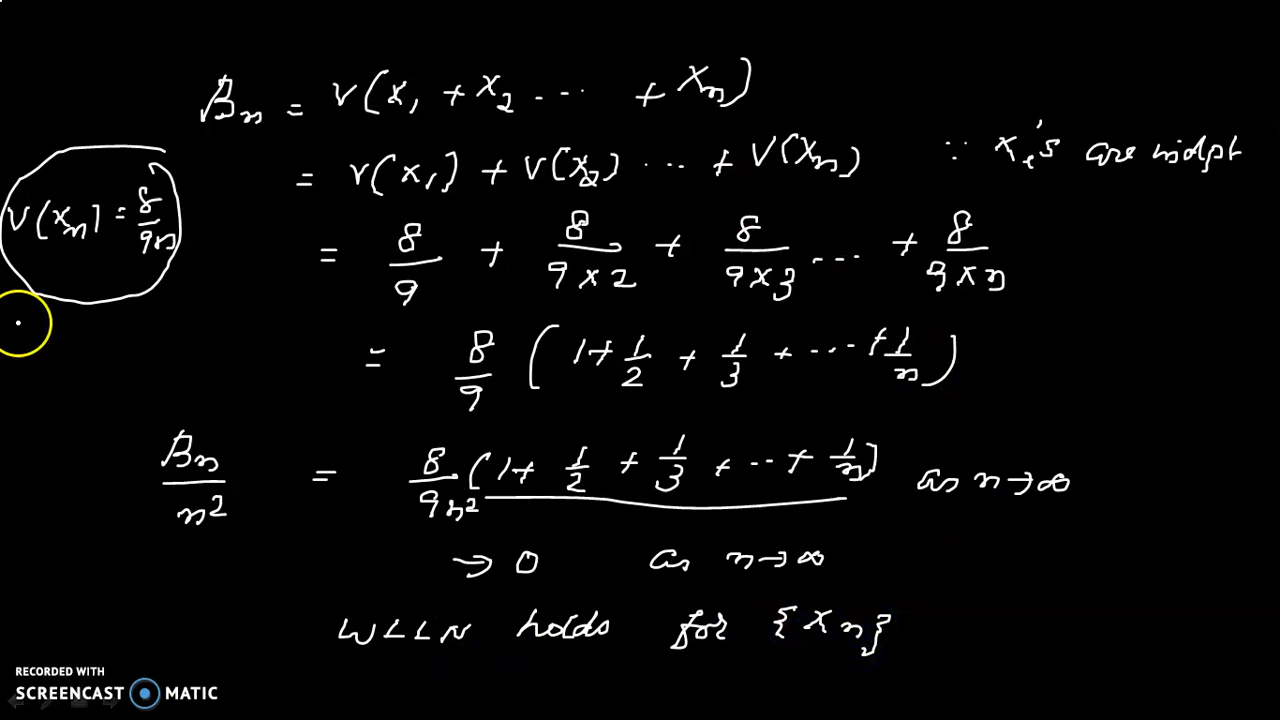 Bn = V(X1 + X2 ... + Xn)
= V(X1) + V(X2) ... + V(Xn) ∵ Xi's are indpt
V(Xn) = 8/9n
= 8/9 + 8/(9×2) + 8/(9×3) ... + 8/(9×n)
= 8/9 (1+ 1/2 + 1/3 + ... + 1/n)
Bn/n² = 8/9n² (1+ 1/2 + 1/3 + ... + 1/n) as n→∞
→ 0 as n→∞
WLLN holds for {Xn}
RECORDED WITH
SCREENCAST MATIC